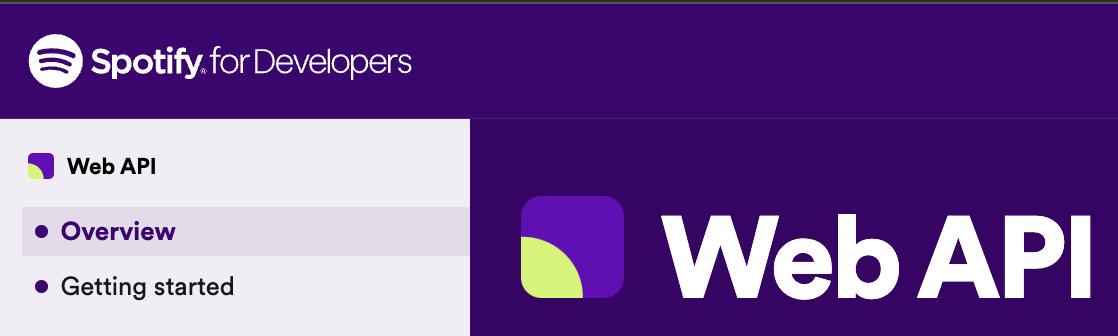 Spotify® for Developers
Web API
Overview
Getting started
Web API